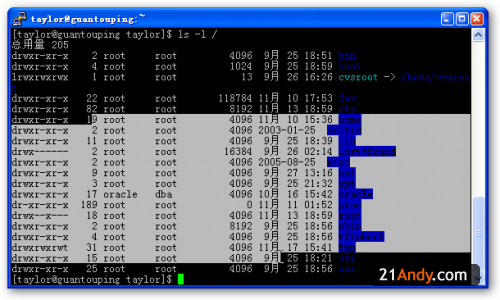 taylor@guantouping:~
[taylor@guantouping taylor]$ ls -l /
总用量 205
drwxr-xr-x 2 root root 4096 9月 25 18:51 bin
drwxr-xr-x 4 root root 1024 9月 25 18:59 boot
lrwxrwxrwx 1 root root 13 9月 26 16:26 cvsroot -> /home/cvsroot
drwxr-xr-x 22 root root 118784 11月 10 17:53 dev
drwxr-xr-x 82 root root 8192 11月 13 18:59 etc
drwxr-xr-x 19 root root 4096 11月 10 15:36 home
drwxr-xr-x 2 root root 4096 2003-01-25 initrd
drwxr-xr-x 11 root root 4096 9月 25 18:39 lib
drwx------ 2 root root 16384 9月 26 02:14 lost+found
drwxr-xr-x 2 root root 4096 2005-08-25 misc
drwxr-xr-x 9 root root 4096 9月 27 13:16 mnt
drwxr-xr-x 3 root root 4096 9月 25 21:32 opt
drwxr-xr-x 17 oracle dba 4096 10月 16 15:42 oracle
dr-xr-xr-x 189 root root 0 11月 11 01:52 proc
drwx--x--- 18 root root 4096 11月 13 18:59 root
drwxr-xr-x 2 root root 8192 9月 25 18:56 sbin
drwxr-xr-x 4 root root 4096 9月 25 18:56 tftpboot
drwxrwxrwt 31 root root 4096 11月 17 15:41 tmp
drwxr-xr-x 15 root root 4096 9月 25 18:21 usr
drwxr-xr-x 25 root root 4096 9月 25 18:56 var
[taylor@guantouping taylor]$
21Andy.com